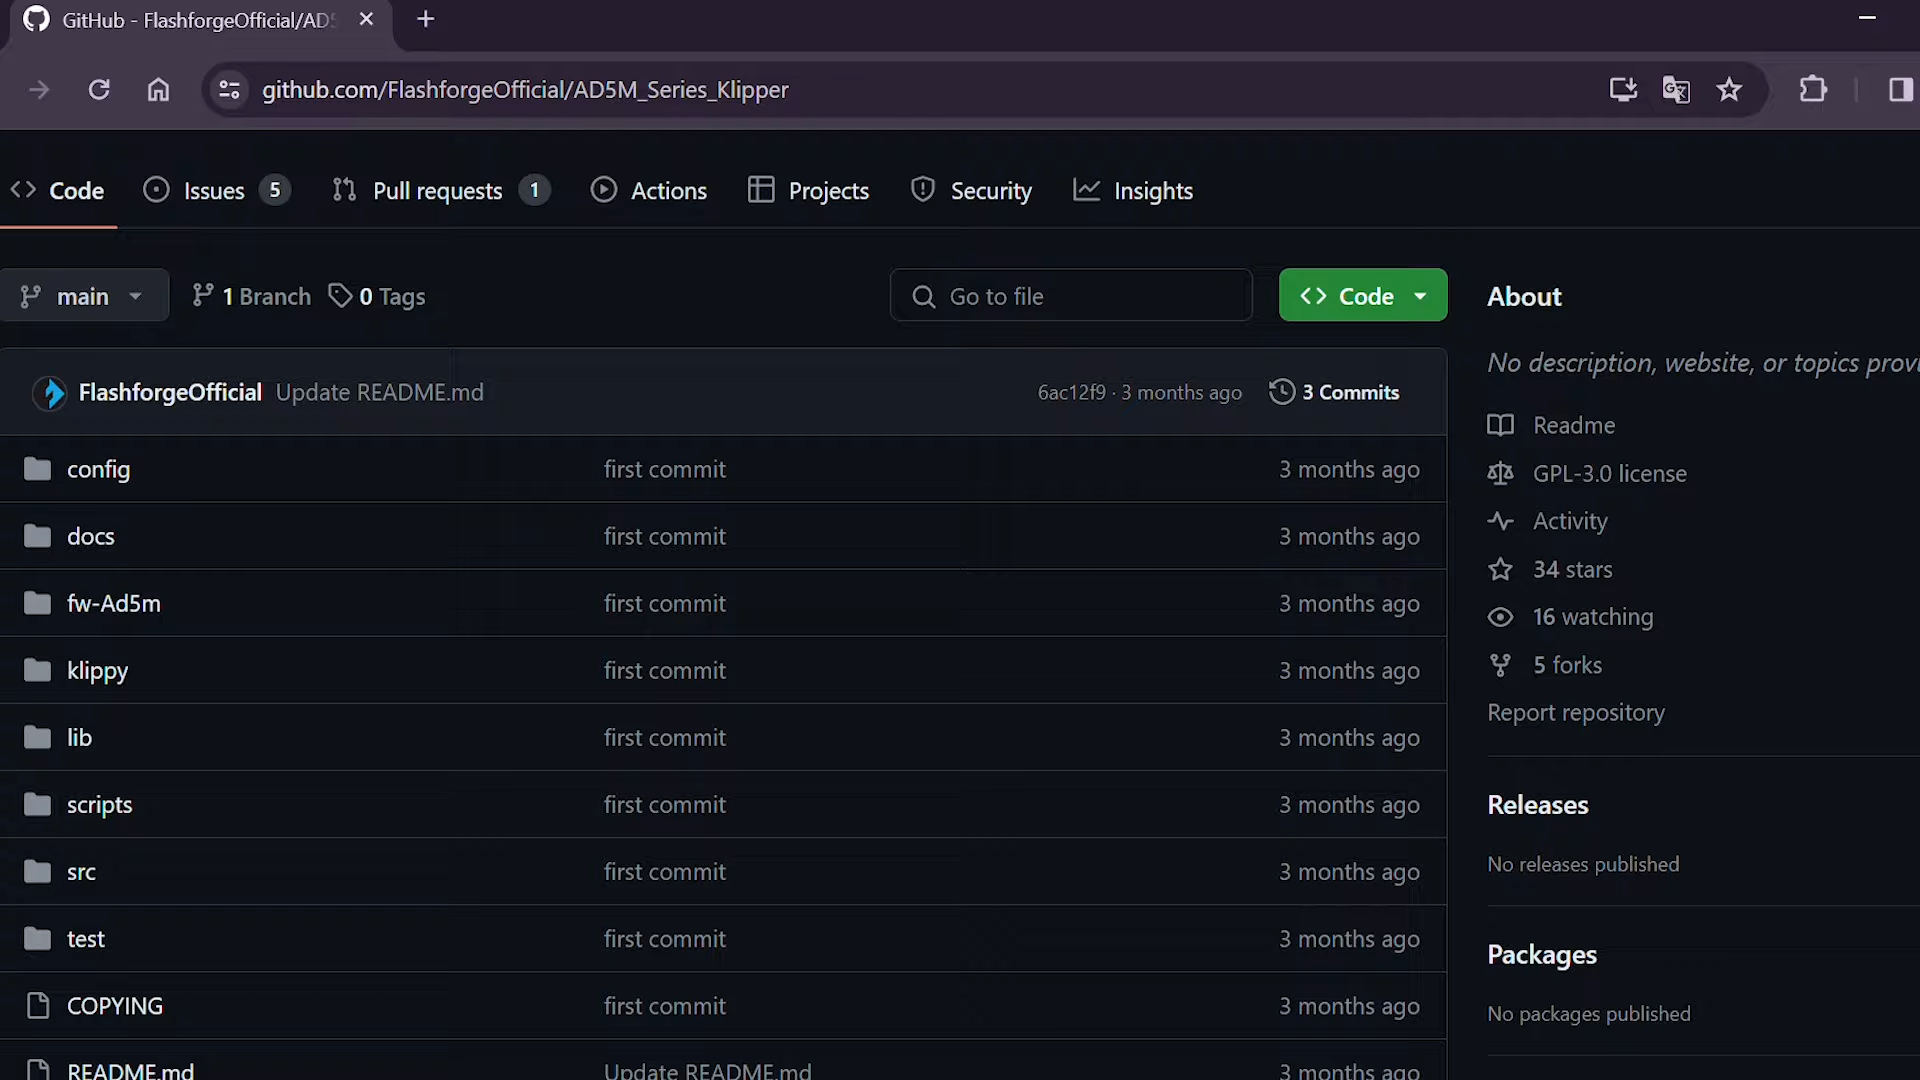 GitHub - FlashforgeOfficial/AD5
github.com/FlashforgeOfficial/AD5M_Series_Klipper
Code Issues 5 Pull requests 1 Actions Projects Security Insights
main 1 Branch 0 Tags Go to file Code
FlashforgeOfficial Update README.md 6ac12f9 · 3 months ago 3 Commits
config first commit 3 months ago
docs first commit 3 months ago
fw-Ad5m first commit 3 months ago
klippy first commit 3 months ago
lib first commit 3 months ago
scripts first commit 3 months ago
src first commit 3 months ago
test first commit 3 months ago
COPYING first commit 3 months ago
README.md Update README.md 3 months ago
About
No description, website, or topics provi
Readme
GPL-3.0 license
Activity
34 stars
16 watching
5 forks
Report repository
Releases
No releases published
Packages
No packages published